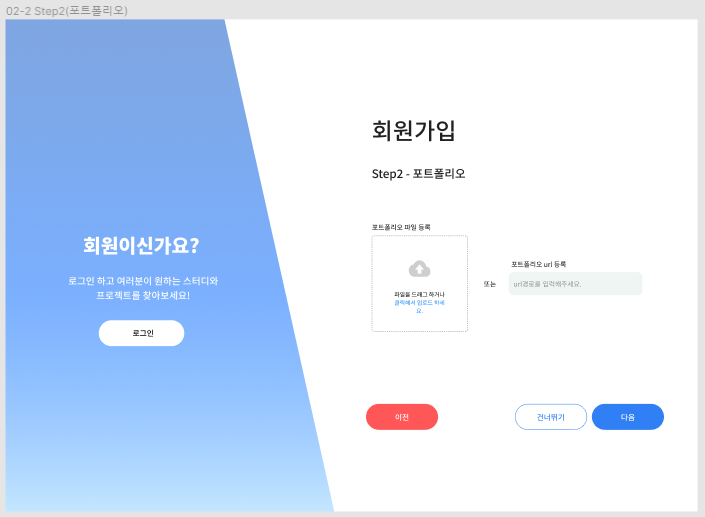 02-2 Step2(포트폴리오)
회원가입
Step2 - 포트폴리오
회원이신가요?
로그인 하고 여러분이 원하는 스터디와
프로젝트를 찾아보세요!
로그인
포트폴리오 파일 등록
파일을 드래그 하거나
클릭해서 업로드 하세
요.
또는
포트폴리오 url 등록
url경로를 입력해주세요.
이전
건너뛰기
다음